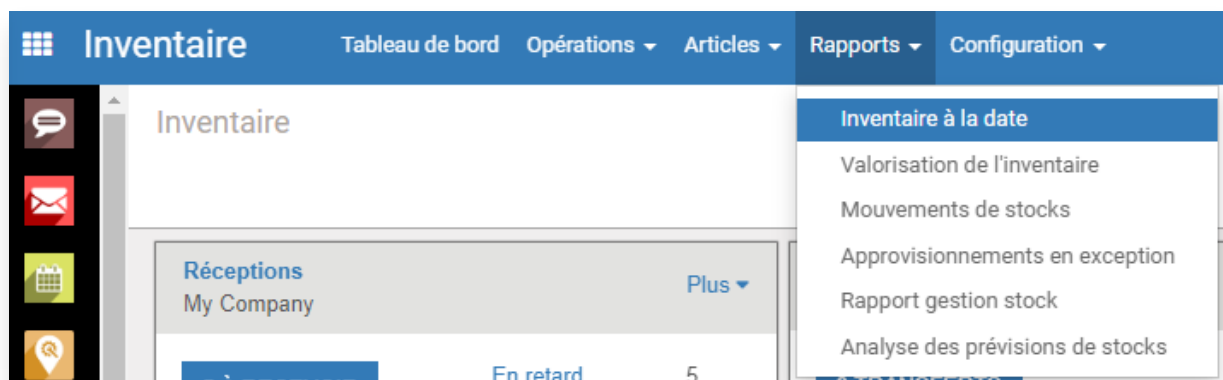 Inventaire Tableau de bord Opérations Articles Rapports Configuration
Inventaire
Inventaire à la date
Valorisation de l'inventaire
Mouvements de stocks
Approvisionnements en exception
Rapport gestion stock
Analyse des prévisions de stocks
Réceptions
My Company
Plus
En retard 5